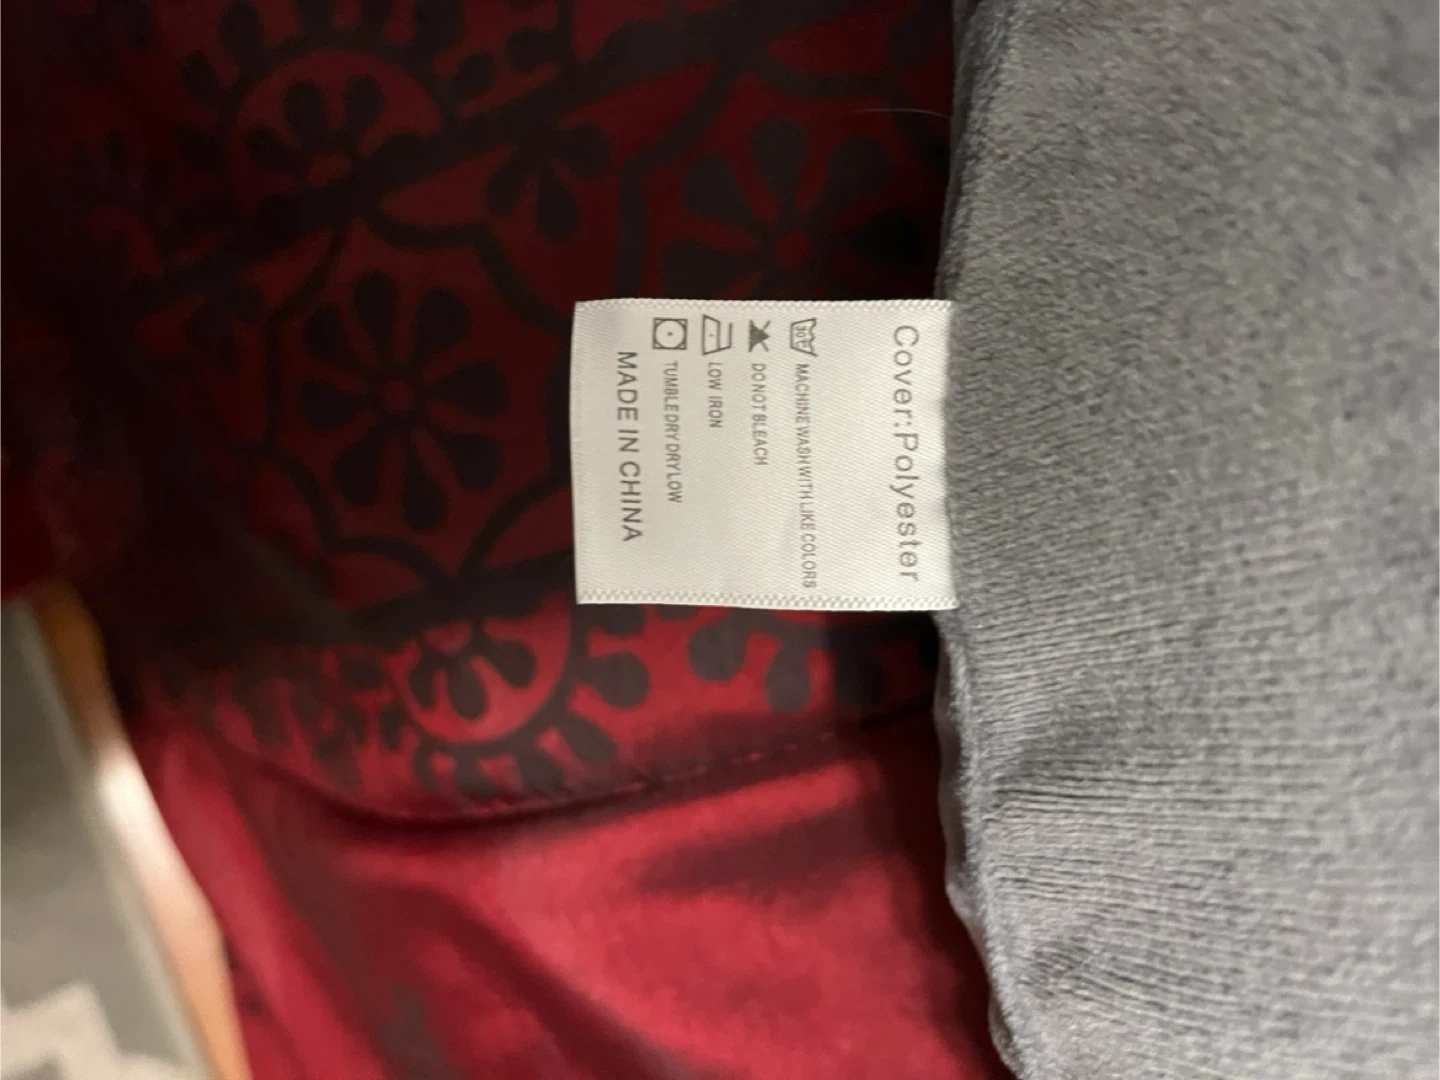 Cover:Polyester
30°C MACHINE WASH WITH LIKE COLORS
DO NOT BLEACH
LOW IRON
TUMBLE DRY DRY LOW
MADE IN CHINA